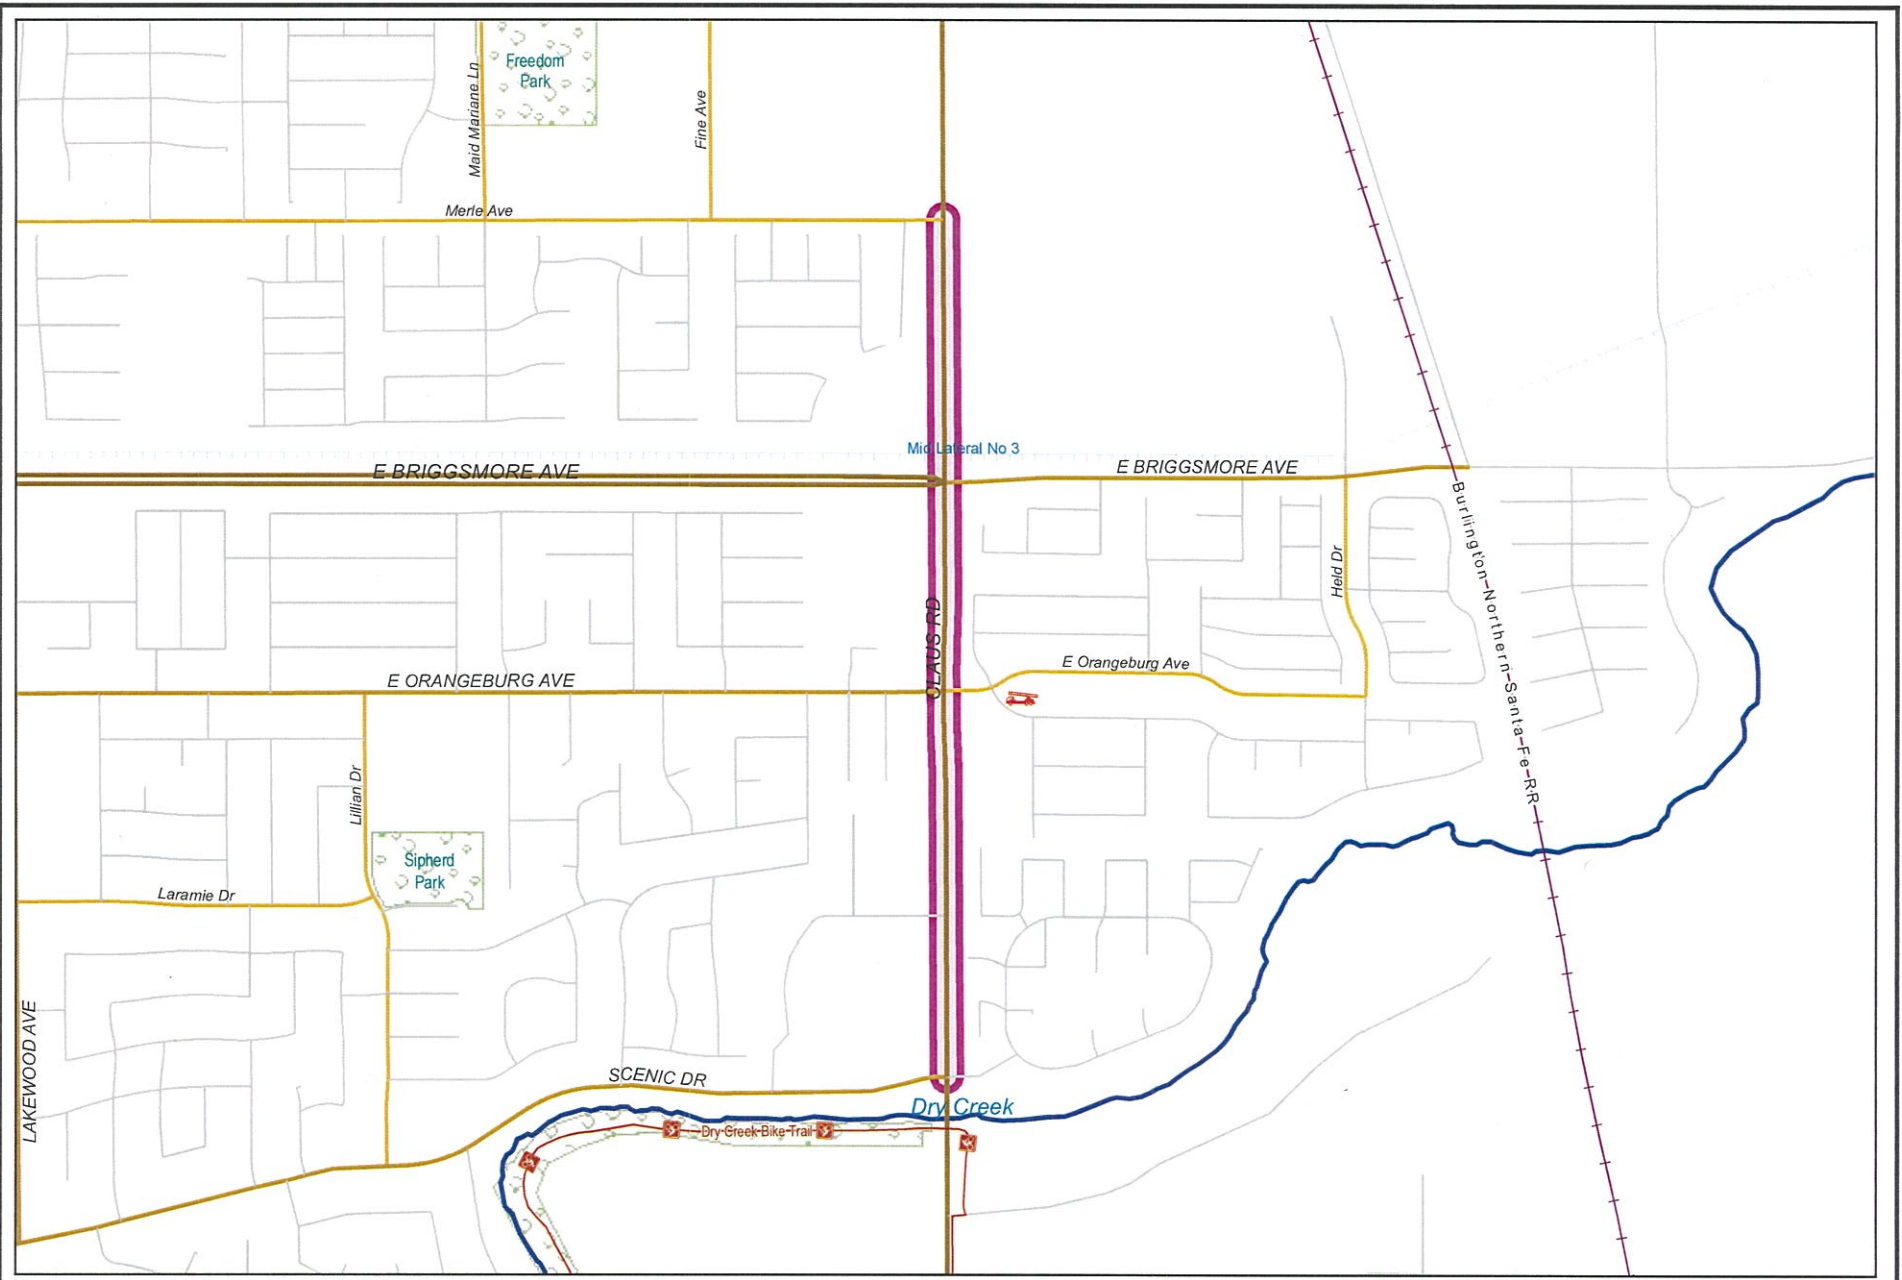 Freedom
Park
Maid Mariane Ln
Fine Ave
Merle Ave
Mid Lateral No 3
E BRIGGSMORE AVE
E BRIGGSMORE AVE
Burlington Northern Santa Fe RR
Held Dr
CLAUS RD
E Orangeburg Ave
E ORANGEBURG AVE
Lillian Dr
Sipherd
Park
Laramie Dr
LAKEWOOD AVE
SCENIC DR
Dry Creek
Dry Creek Bike Trail